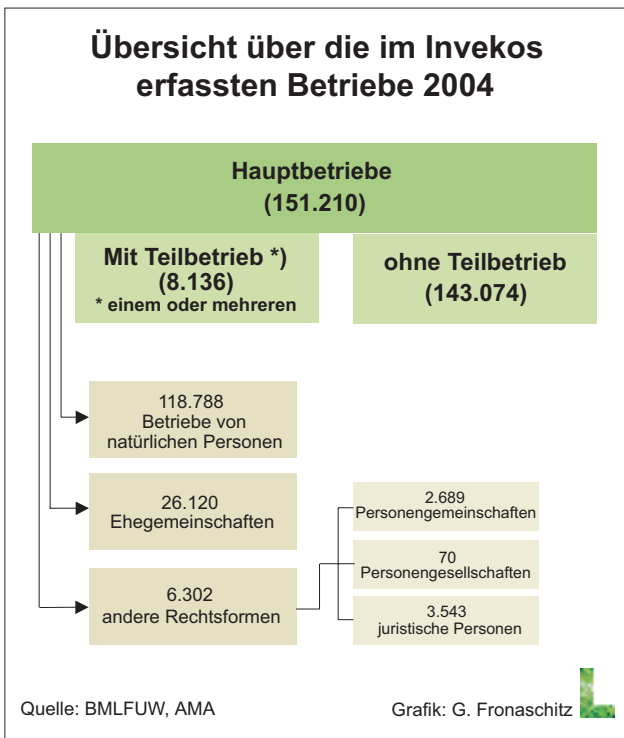 Übersicht über die im Invekos
erfassten Betriebe 2004
Hauptbetriebe
(151.210)
Mit Teilbetrieb *)
(8.136)
* einem oder mehreren
ohne Teilbetrieb
(143.074)
118.788
Betriebe von
natürlichen Personen
26.120
Ehegemeinschaften
6.302
andere Rechtsformen
2.689
Personengemeinschaften
70
Personengesellschaften
3.543
juristische Personen
Quelle: BMLFUW, AMA
Grafik: G. Fronaschitz
L